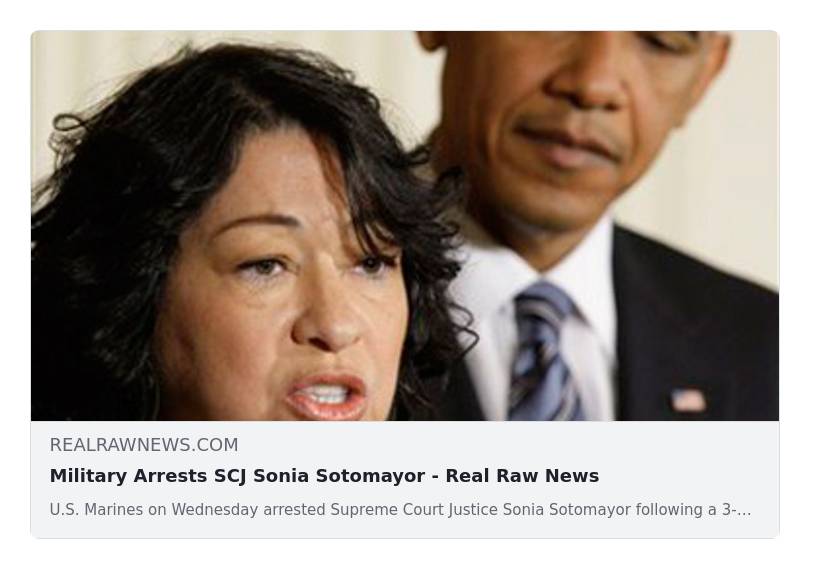 REALRAWNEWS.COM
Military Arrests SCJ Sonia Sotomayor - Real Raw News
U.S. Marines on Wednesday arrested Supreme Court Justice Sonia Sotomayor following a 3-...